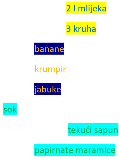 2 l mlijeka
3 kruha
banane
krumpir
jabuke
sok
tekući sapun
papirnate maramice